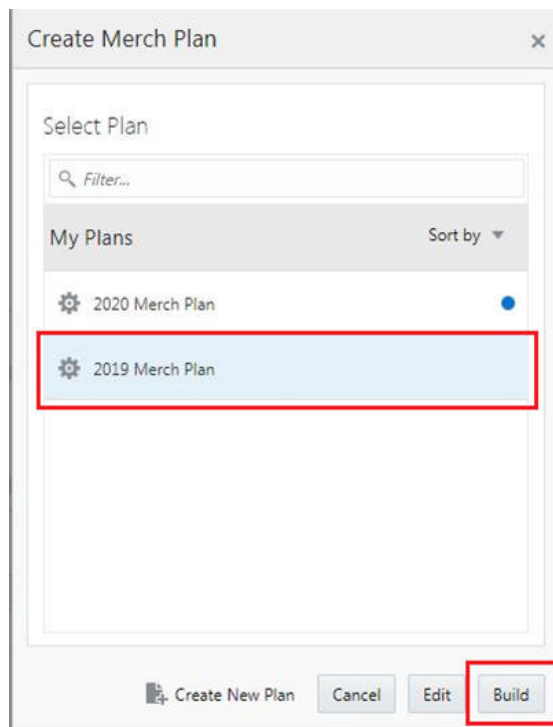 Create Merch Plan
Select Plan
Filter...
My Plans Sort by
2020 Merch Plan
2019 Merch Plan
Create New Plan Cancel Edit Build